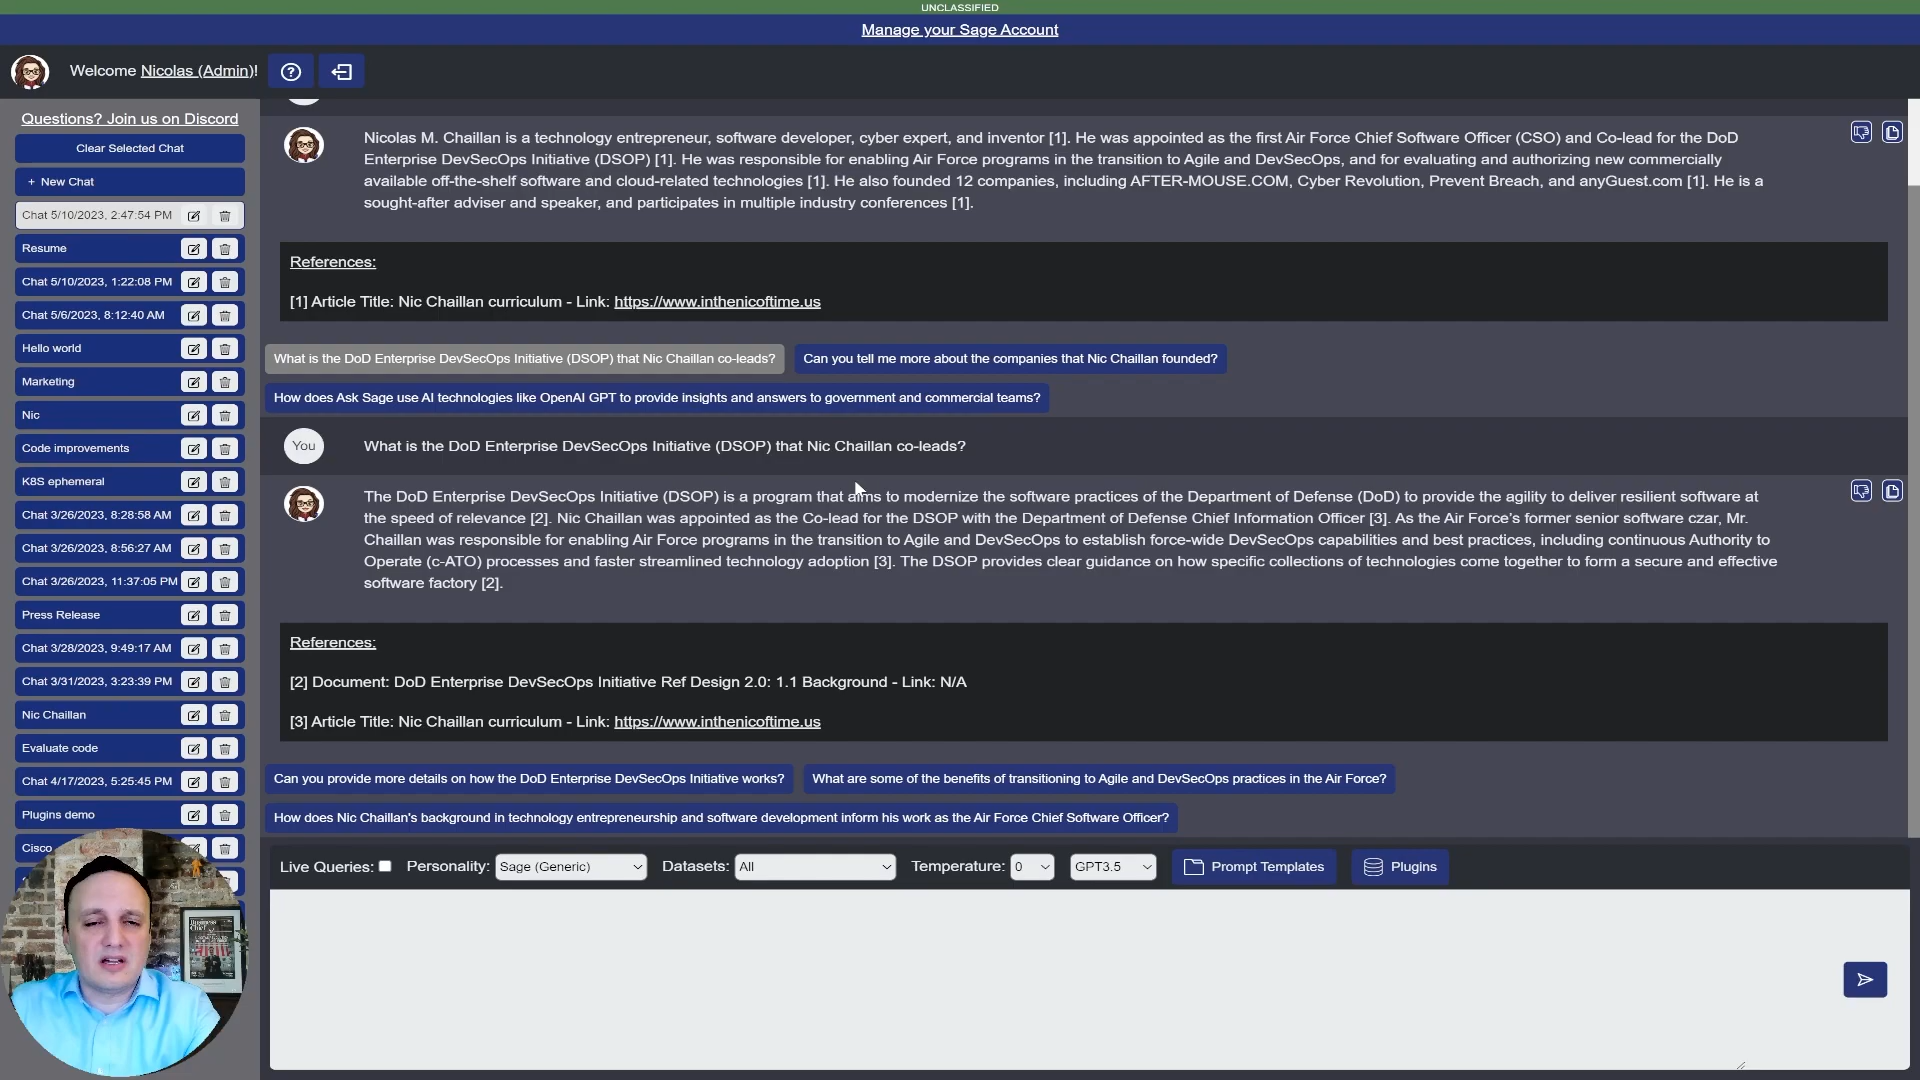 UNCLASSIFIED
Manage your Sage Account
Welcome Nicolas (Admin)!
Questions? Join us on Discord
Clear Selected Chat
+ New Chat
Chat 5/10/2023, 2:47:54 PM
Resume
Chat 5/10/2023, 1:22:08 PM
Chat 5/6/2023, 8:12:40 AM
Hello world
Marketing
Nic
Code improvements
K8S ephemeral
Chat 3/26/2023, 8:28:58 AM
Chat 3/26/2023, 8:56:27 AM
Chat 3/26/2023, 11:37:05 PM
Press Release
Chat 3/28/2023, 9:49:17 AM
Chat 3/31/2023, 3:23:39 PM
Nic Chaillan
Evaluate code
Chat 4/17/2023, 5:25:45 PM
Plugins demo
Cisco
Nicolas M. Chaillan is a technology entrepreneur, software developer, cyber expert, and inventor [1]. He was appointed as the first Air Force Chief Software Officer (CSO) and Co-lead for the DoD
Enterprise DevSecOps Initiative (DSOP) [1]. He was responsible for enabling Air Force programs in the transition to Agile and DevSecOps, and for evaluating and authorizing new commercially
available off-the-shelf software and cloud-related technologies [1]. He also founded 12 companies, including AFTER-MOUSE.COM, Cyber Revolution, Prevent Breach, and anyGuest.com [1]. He is a
sought-after adviser and speaker, and participates in multiple industry conferences [1].
References:
[1] Article Title: Nic Chaillan curriculum - Link: https://www.inthenicoftime.us
What is the DoD Enterprise DevSecOps Initiative (DSOP) that Nic Chaillan co-leads?
Can you tell me more about the companies that Nic Chaillan founded?
How does Ask Sage use AI technologies like OpenAI GPT to provide insights and answers to government and commercial teams?
You
What is the DoD Enterprise DevSecOps Initiative (DSOP) that Nic Chaillan co-leads?
The DoD Enterprise DevSecOps Initiative (DSOP) is a program that aims to modernize the software practices of the Department of Defense (DoD) to provide the agility to deliver resilient software at
the speed of relevance [2]. Nic Chaillan was appointed as the Co-lead for the DSOP with the Department of Defense Chief Information Officer [3]. As the Air Force's former senior software czar, Mr.
Chaillan was responsible for enabling Air Force programs in the transition to Agile and DevSecOps to establish force-wide DevSecOps capabilities and best practices, including continuous Authority to
Operate (c-ATO) processes and faster streamlined technology adoption [3]. The DSOP provides clear guidance on how specific collections of technologies come together to form a secure and effective
software factory [2].
References:
[2] Document: DoD Enterprise DevSecOps Initiative Ref Design 2.0: 1.1 Background - Link: N/A
[3] Article Title: Nic Chaillan curriculum - Link: https://www.inthenicoftime.us
Can you provide more details on how the DoD Enterprise DevSecOps Initiative works?
What are some of the benefits of transitioning to Agile and DevSecOps practices in the Air Force?
How does Nic Chaillan's background in technology entrepreneurship and software development inform his work as the Air Force Chief Software Officer?
Live Queries:
Personality: Sage (Generic)
Datasets: All
Temperature: 0
GPT3.5
Prompt Templates
Plugins